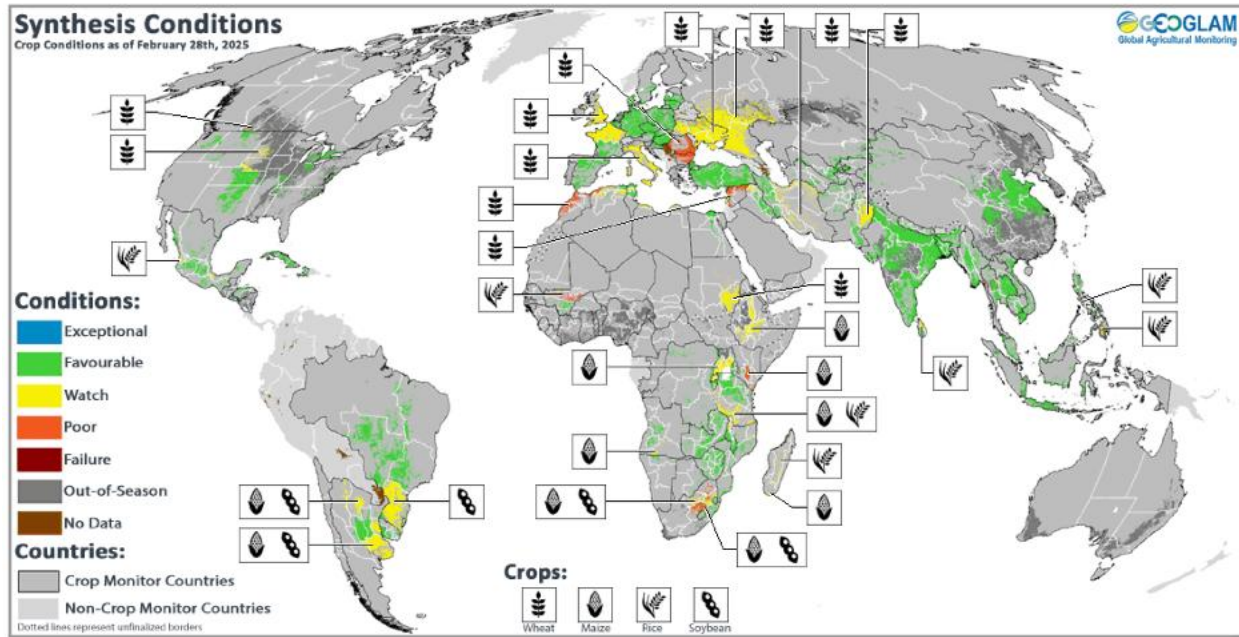 Synthesis Conditions
Crop Conditions as of February 28th, 2025
GEOGLAM
Global Agricultural Monitoring
Conditions:
Exceptional
Favourable
Watch
Poor
Failure
Out-of-Season
No Data
Countries:
Crop Monitor Countries
Non-Crop Monitor Countries
Dotted lines represent unfinalized borders
Crops:
Wheat Maize Rice Soybean